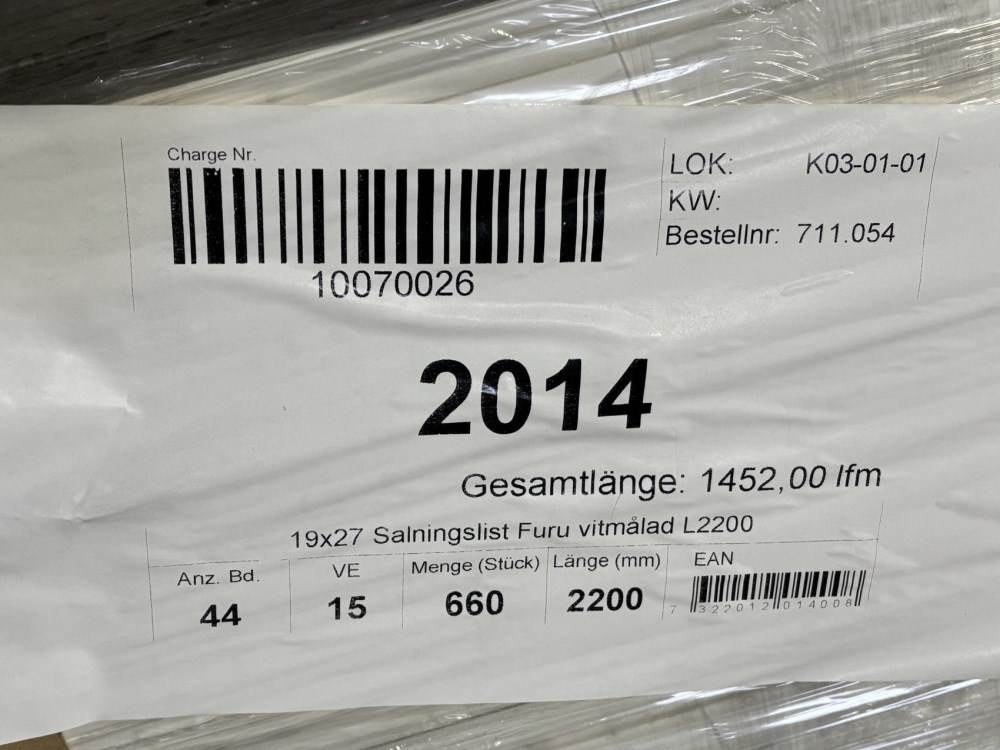 Charge Nr.
10070026
LOK: K03-01-01
KW:
Bestellnr: 711.054
2014
Gesamtlänge: 1452,00 lfm
19x27 Salningslist Furu vitmålad L2200
Anz. Bd. VE Menge (Stück) Länge (mm) EAN
44 15 660 2200
7 322012 014008